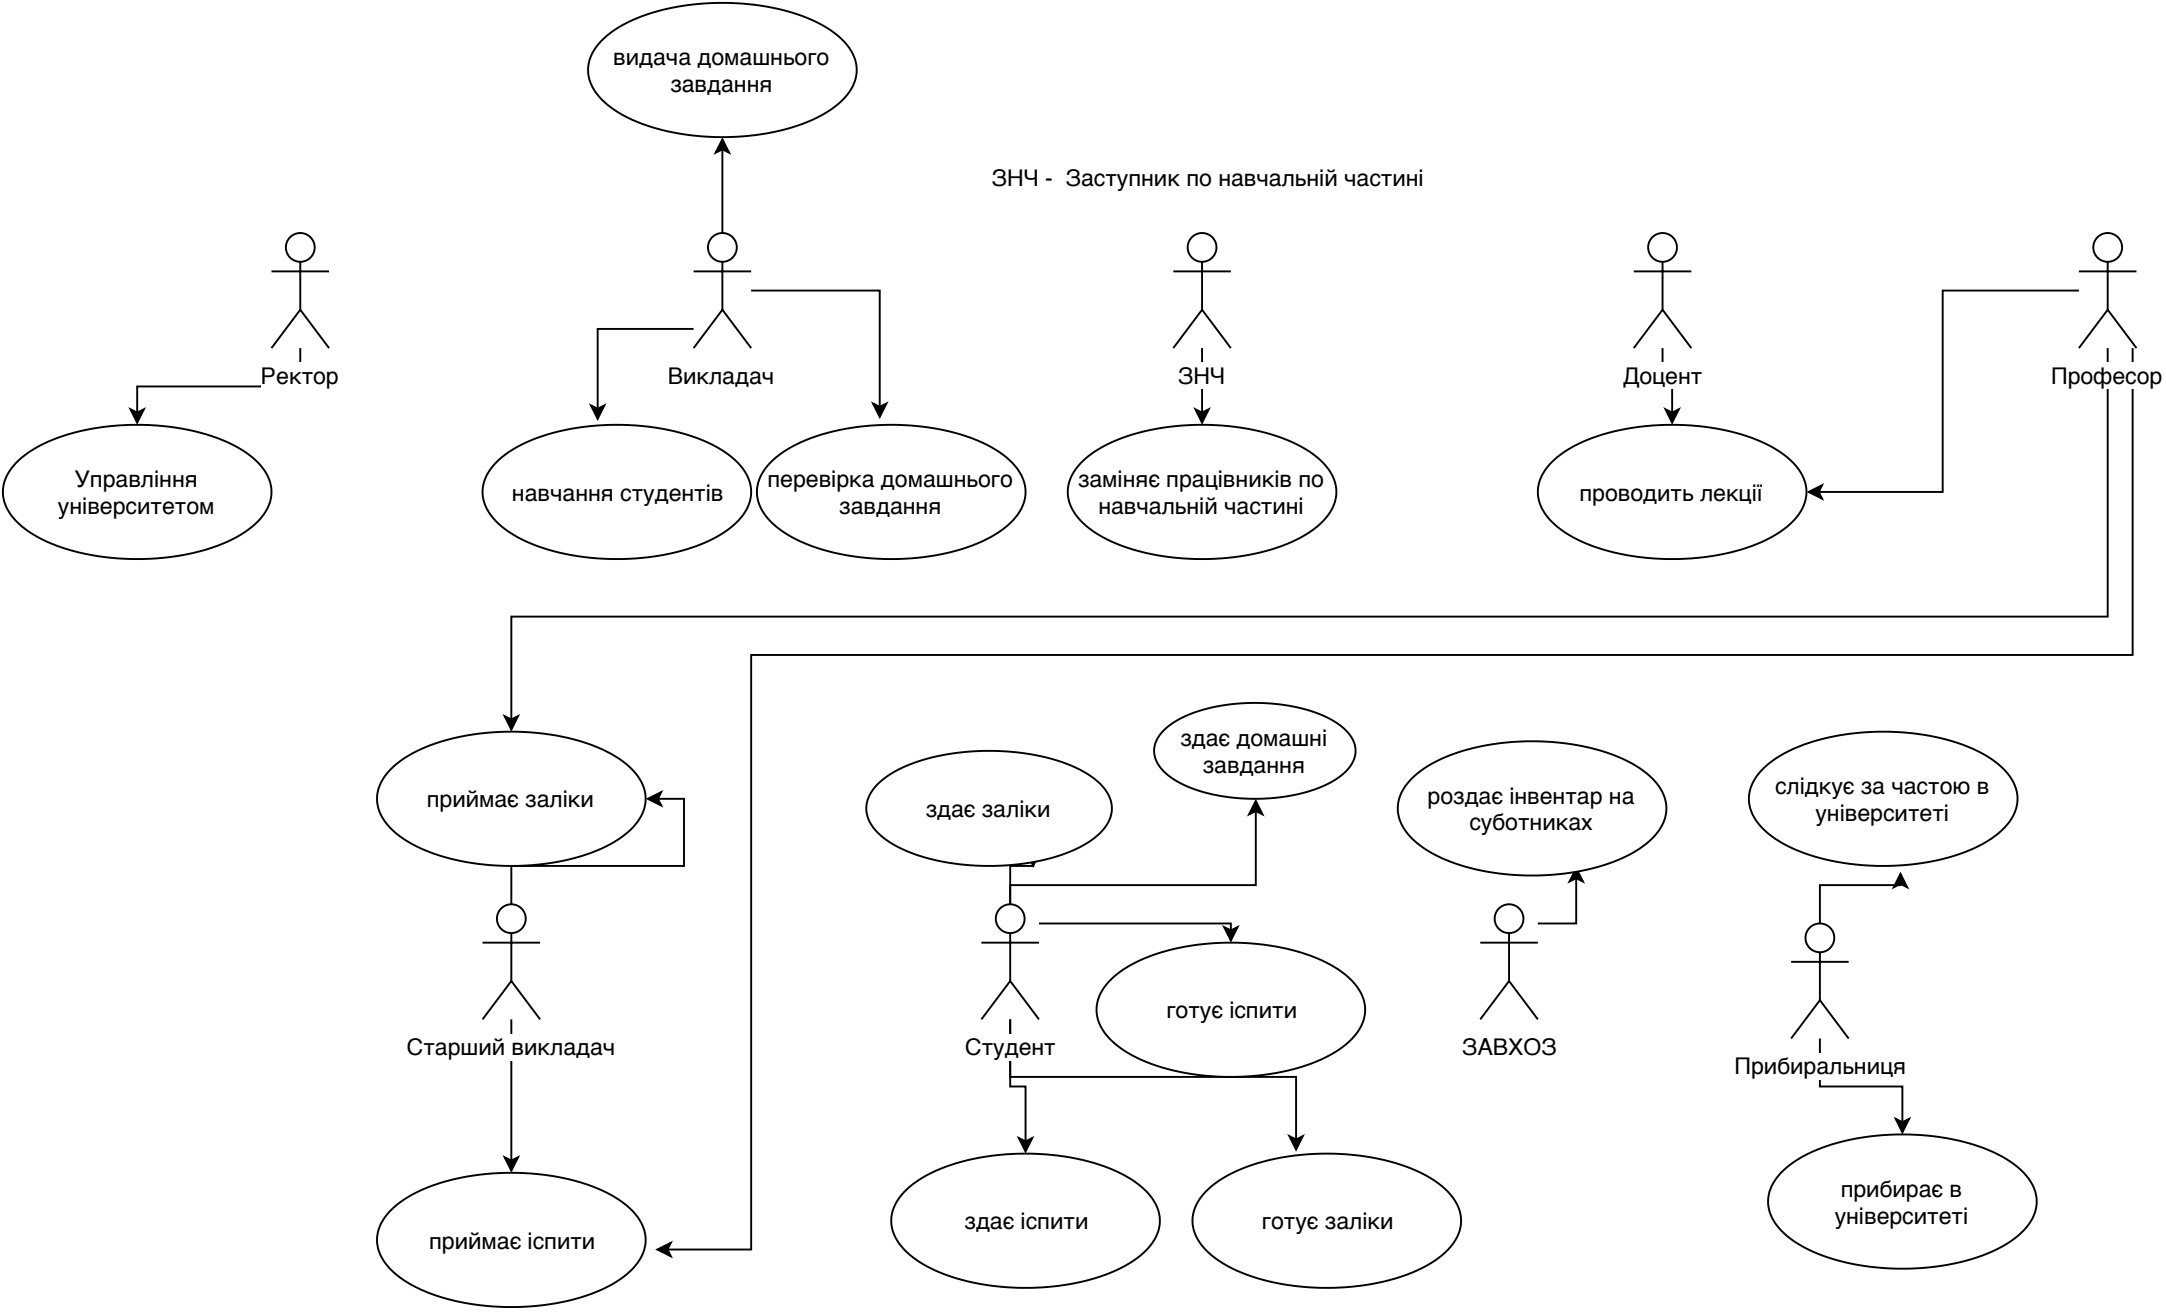 видача домашнього
завдання
ЗНЧ -  Заступник по навчальній частині
Ректор
Викладач
ЗНЧ
Доцент
Професор
Управління
університетом
навчання студентів
перевірка домашнього
завдання
заміняє працівників по
навчальній частині
проводить лекції
приймає заліки
здає заліки
здає домашні
завдання
роздає інвентар на
суботниках
слідкує за частою в
університеті
готує іспити
Старший викладач
Студент
ЗАВХОЗ
Прибиральниця
приймає іспити
здає іспити
готує заліки
прибирає в
університеті